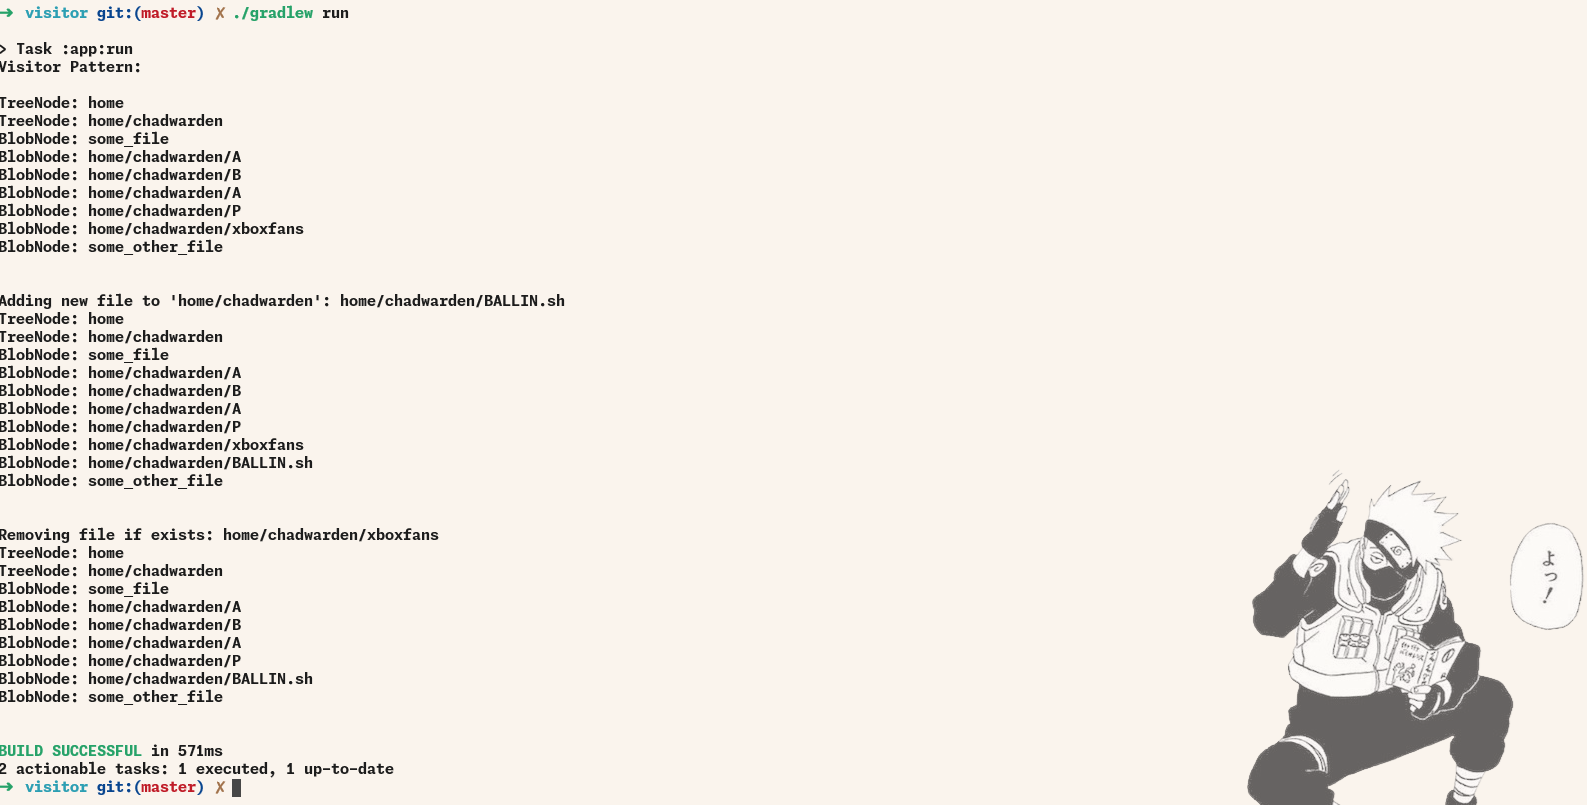 → visitor git:(master) ✗ ./gradlew run
> Task :app:run
Visitor Pattern:
TreeNode: home
TreeNode: home/chadwarden
BlobNode: some_file
BlobNode: home/chadwarden/A
BlobNode: home/chadwarden/B
BlobNode: home/chadwarden/A
BlobNode: home/chadwarden/P
BlobNode: home/chadwarden/xboxfans
BlobNode: some_other_file
Adding new file to 'home/chadwarden': home/chadwarden/BALLIN.sh
TreeNode: home
TreeNode: home/chadwarden
BlobNode: some_file
BlobNode: home/chadwarden/A
BlobNode: home/chadwarden/B
BlobNode: home/chadwarden/A
BlobNode: home/chadwarden/P
BlobNode: home/chadwarden/xboxfans
BlobNode: home/chadwarden/BALLIN.sh
BlobNode: some_other_file
Removing file if exists: home/chadwarden/xboxfans
TreeNode: home
TreeNode: home/chadwarden
BlobNode: some_file
BlobNode: home/chadwarden/A
BlobNode: home/chadwarden/B
BlobNode: home/chadwarden/A
BlobNode: home/chadwarden/P
BlobNode: home/chadwarden/BALLIN.sh
BlobNode: some_other_file
BUILD SUCCESSFUL in 571ms
2 actionable tasks: 1 executed, 1 up-to-date
→ visitor git:(master) ✗
よっ!